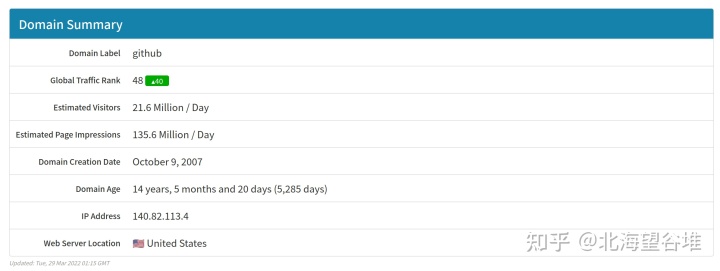 Domain Summary
Domain Label github
Global Traffic Rank 48 ▲40
Estimated Visitors 21.6 Million / Day
Estimated Page Impressions 135.6 Million / Day
Domain Creation Date October 9, 2007
Domain Age 14 years, 5 months and 20 days (5,285 days)
IP Address 140.82.113.4
Web Server Location 🇺🇸 United States
知乎 @北海望谷堆
Updated: Tue, 29 Mar 2022 01:15 GMT